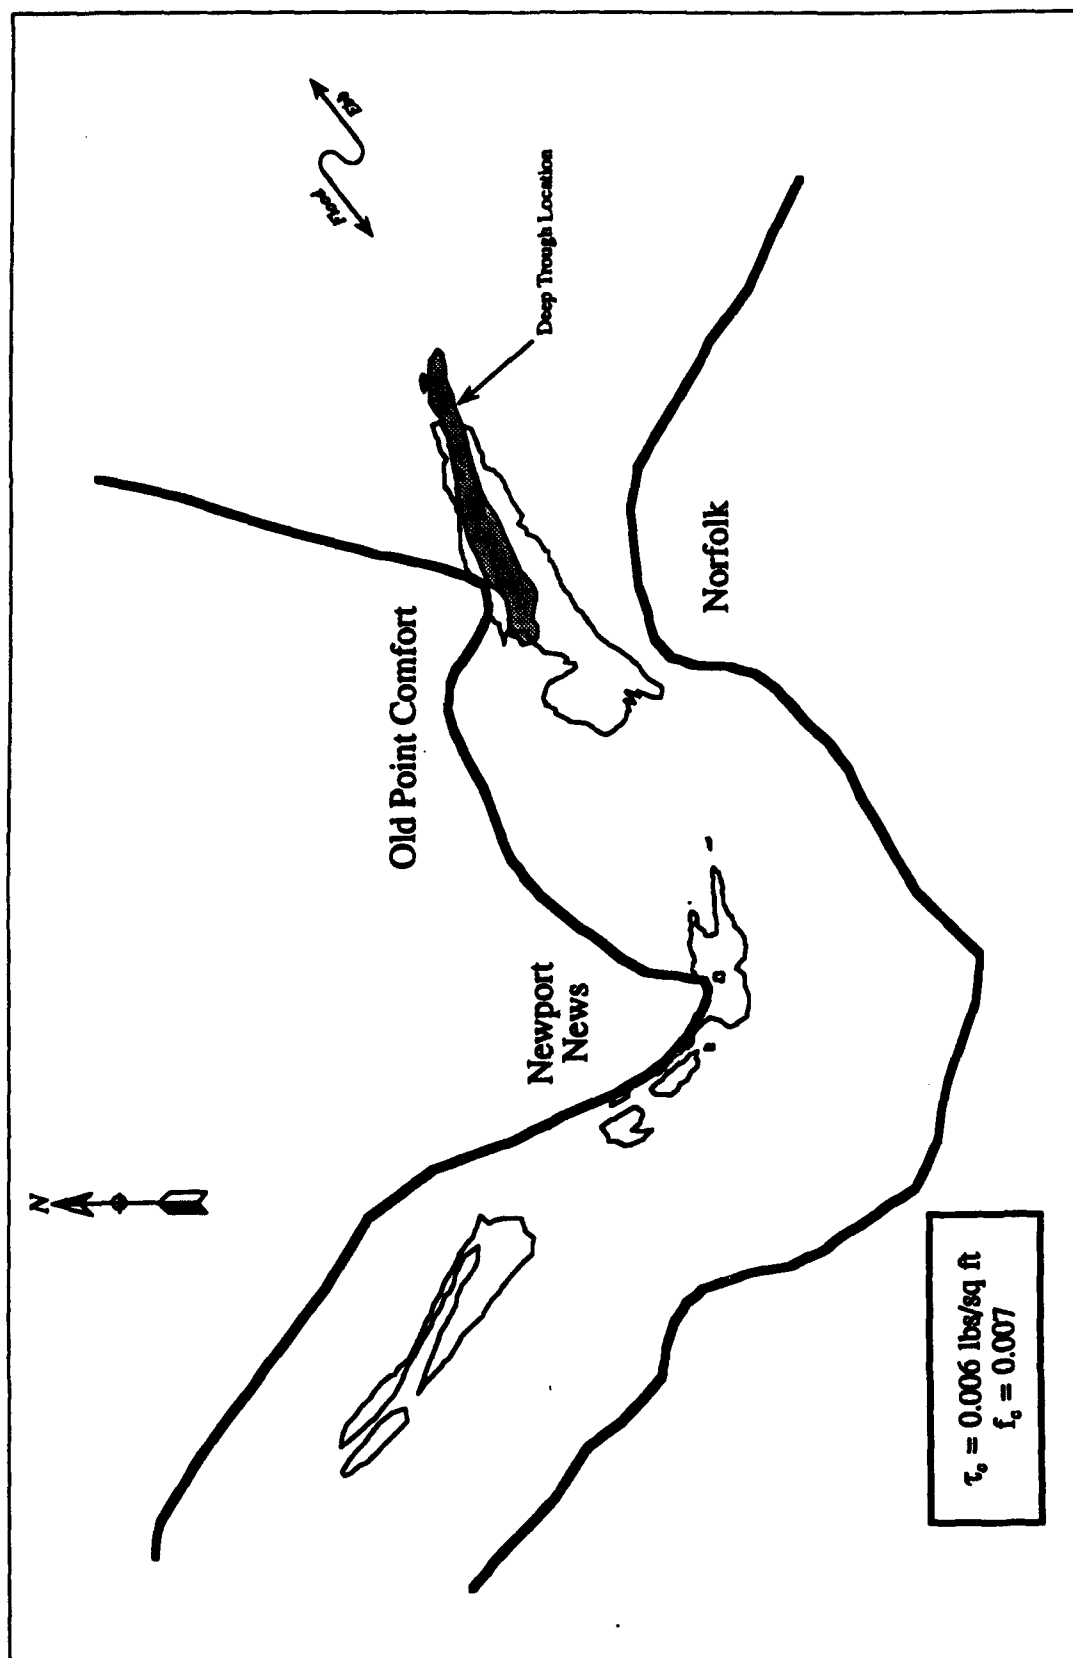 N
Flood
Ebb
Deep Trough Location
Old Point Comfort
Norfolk
Newport
News
τc = 0.006 lbs/sq ft
fc = 0.007